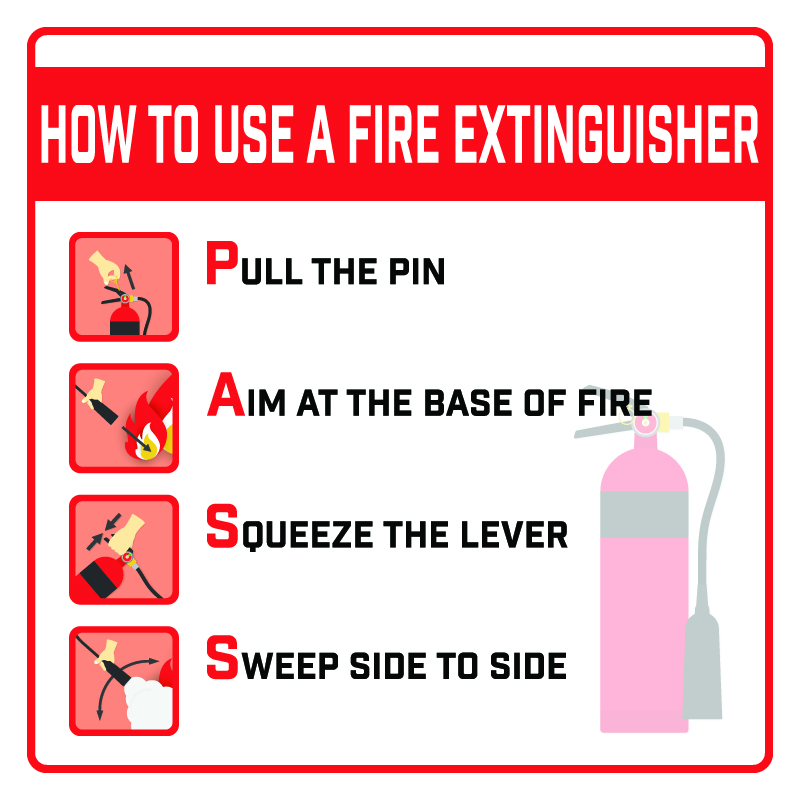 HOW TO USE A FIRE EXTINGUISHER
PULL THE PIN
AIM AT THE BASE OF FIRE
SQUEEZE THE LEVER
SWEEP SIDE TO SIDE